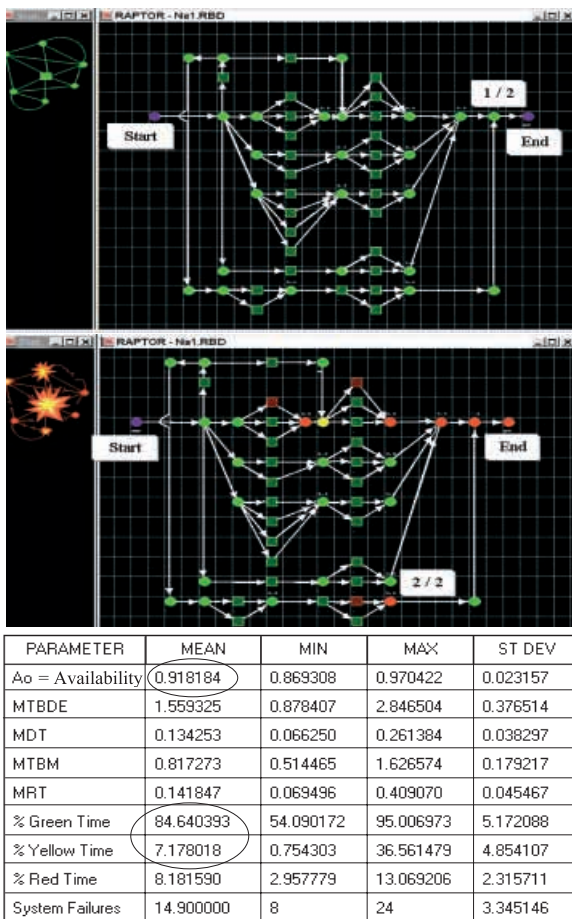 RAPTOR - Ns1.RBD
1 / 2
Start
End
RAPTOR - Ns1.RBD
Start
End
2 / 2
PARAMETER MEAN MIN MAX ST DEV
Ao = Availability 0.918184 0.869308 0.970422 0.023157
MTBDE 1.559325 0.878407 2.846504 0.376514
MDT 0.134253 0.066250 0.261384 0.038297
MTBM 0.817273 0.514465 1.626574 0.179217
MRT 0.141847 0.069496 0.409070 0.045467
% Green Time 84.640393 54.090172 95.006973 5.172088
% Yellow Time 7.178018 0.754303 36.561479 4.854107
% Red Time 8.181590 2.957779 13.069206 2.315711
System Failures 14.900000 8 24 3.345146